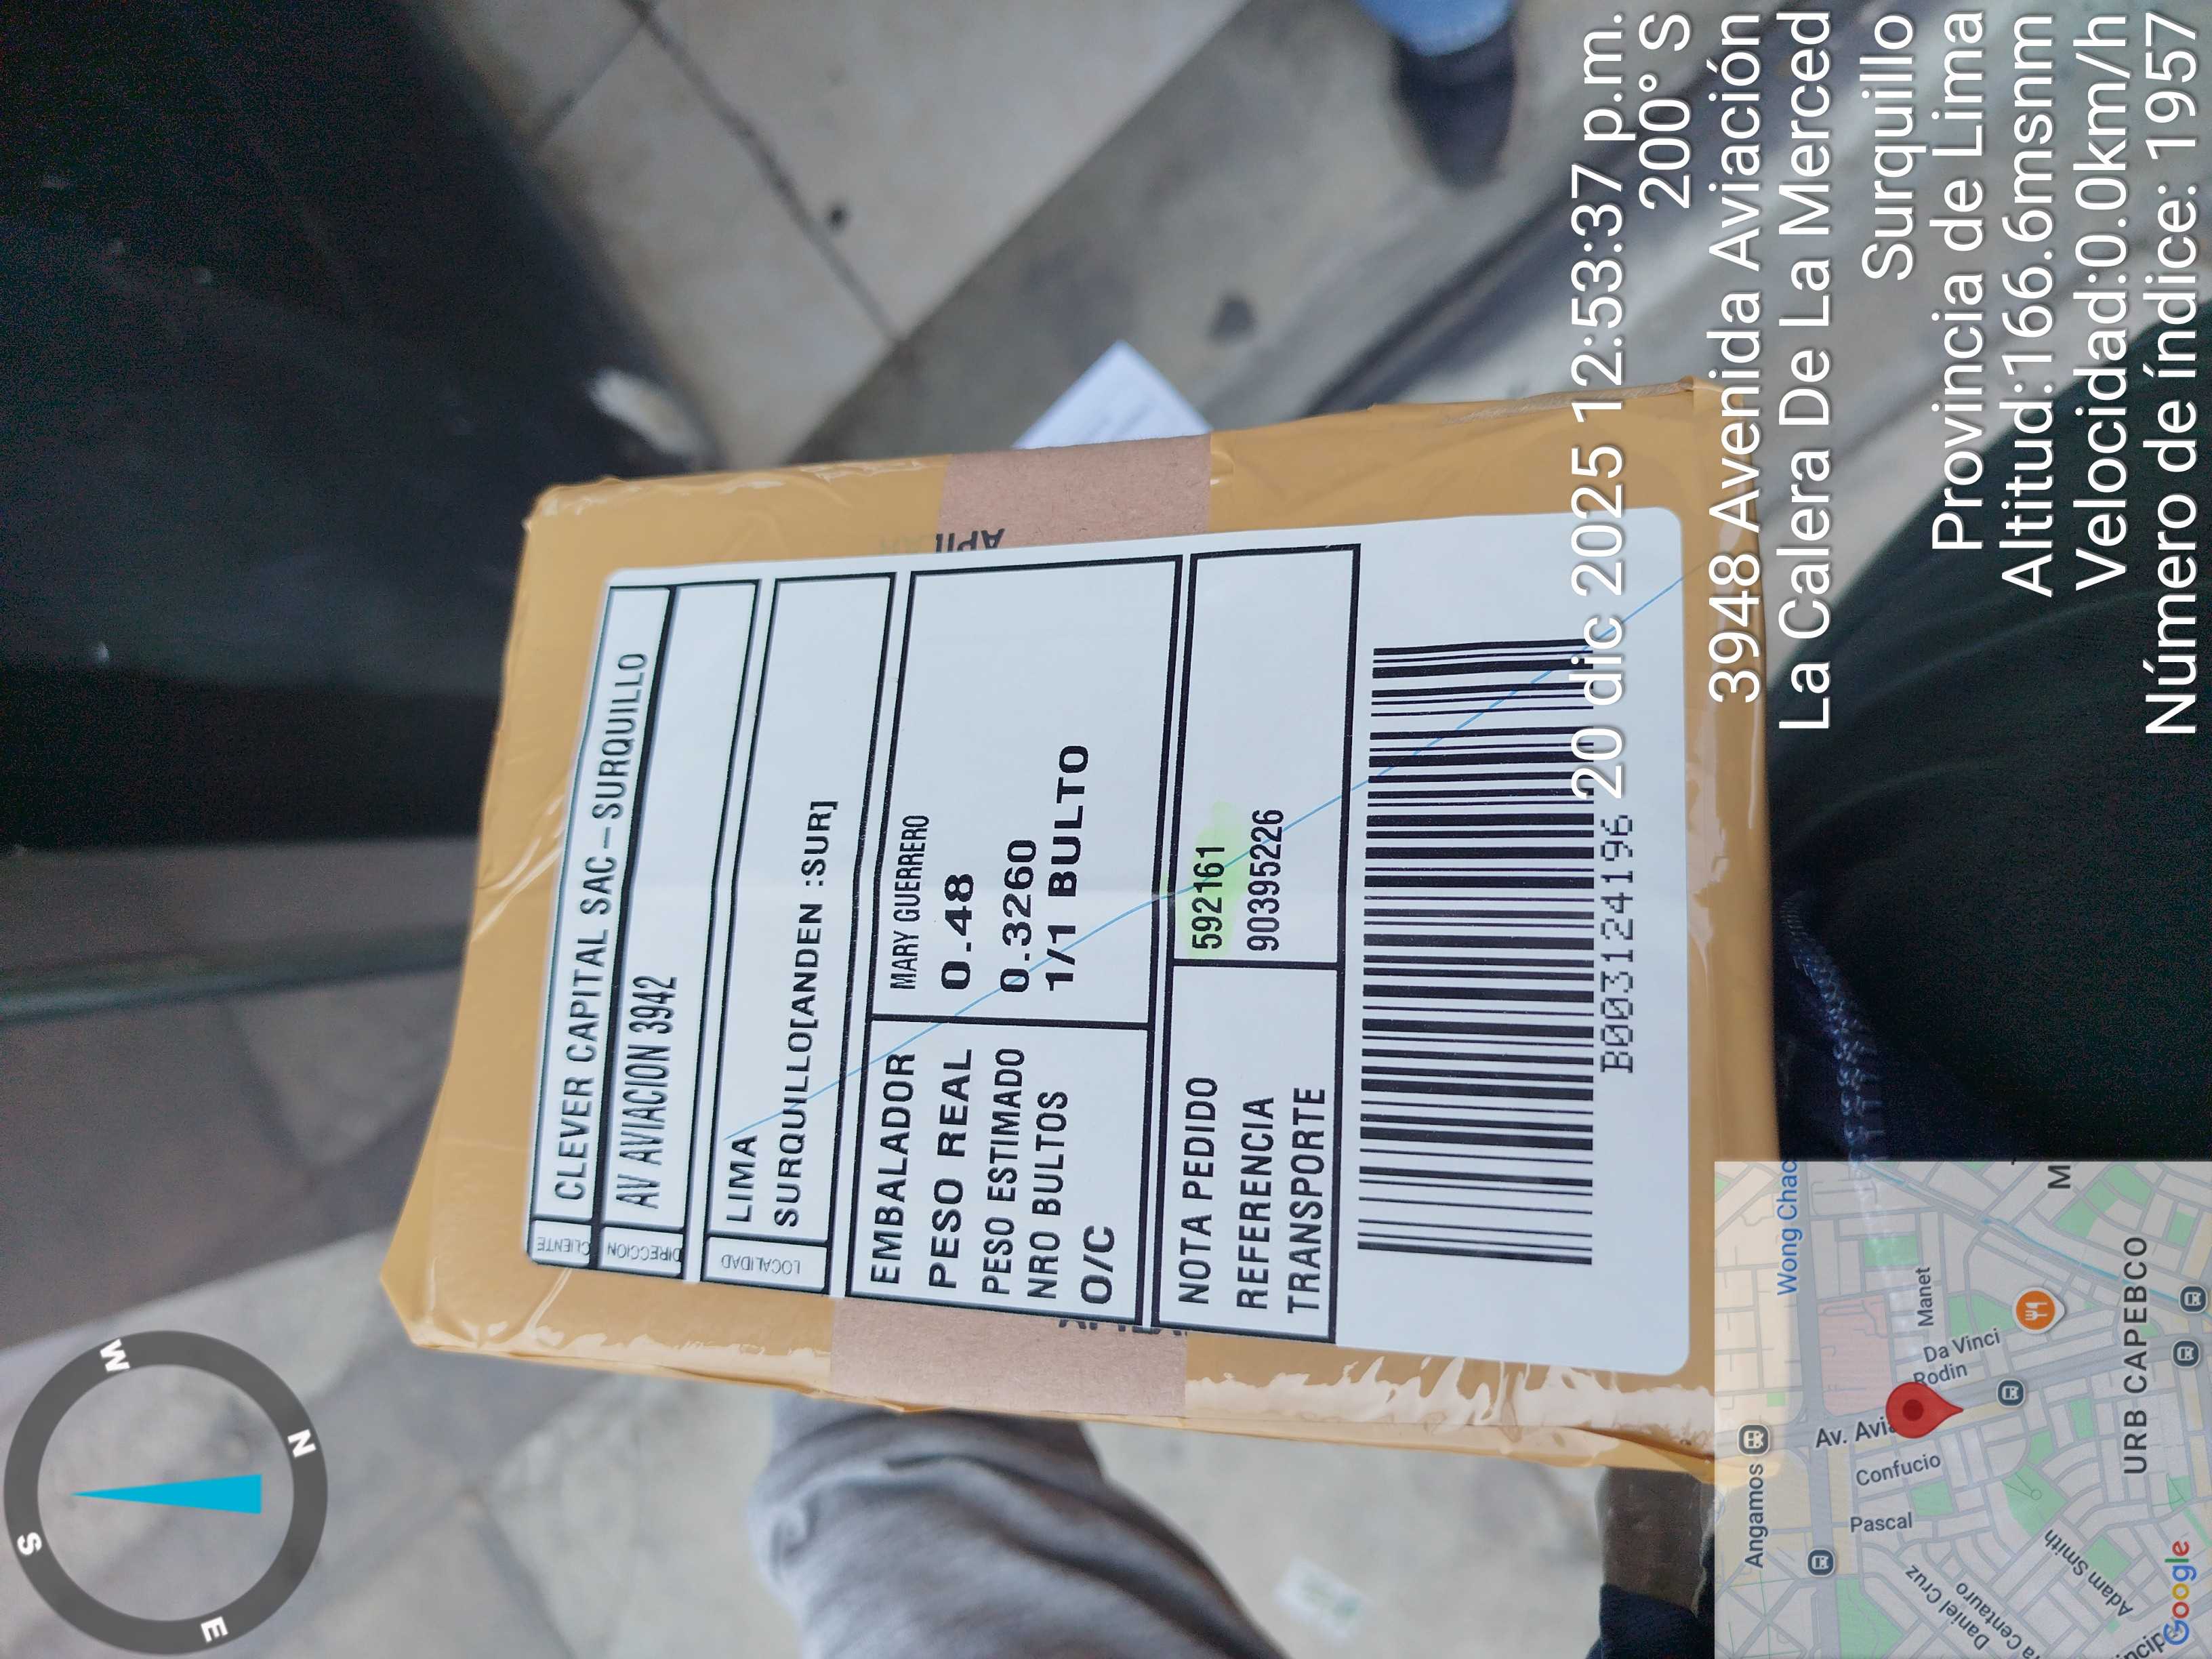 CLIENTE
CLEVER CAPITAL SAC-SURQUILLO
DIRECCION
AV AVIACION 3942
LOCALIDAD
LIMA
SURQUILLO[ANDEN :SUR]
EMBALADOR MARY GUERRERO
PESO REAL 0.48
PESO ESTIMADO 0.3260
NRO BULTOS 1/1 BULTO
O/C
NOTA PEDIDO 592161
REFERENCIA 903395226
TRANSPORTE
B003124196
20 dic 2025 12:53:37 p.m.
200° S
3948 Avenida Aviación
La Calera De La Merced
Surquillo
Provincia de Lima
Altitud:166.6msnm
Velocidad:0.0km/h
Número de índice: 1957
W
N
S
E
Wong Chac
Angamos
Manet
Da Vinci
Rodin
Av. Avi
Confucio
Pascal
URB CAPEBCO
M
Daniel Cruz
a Centauro
Adam Smith
ncip
Google